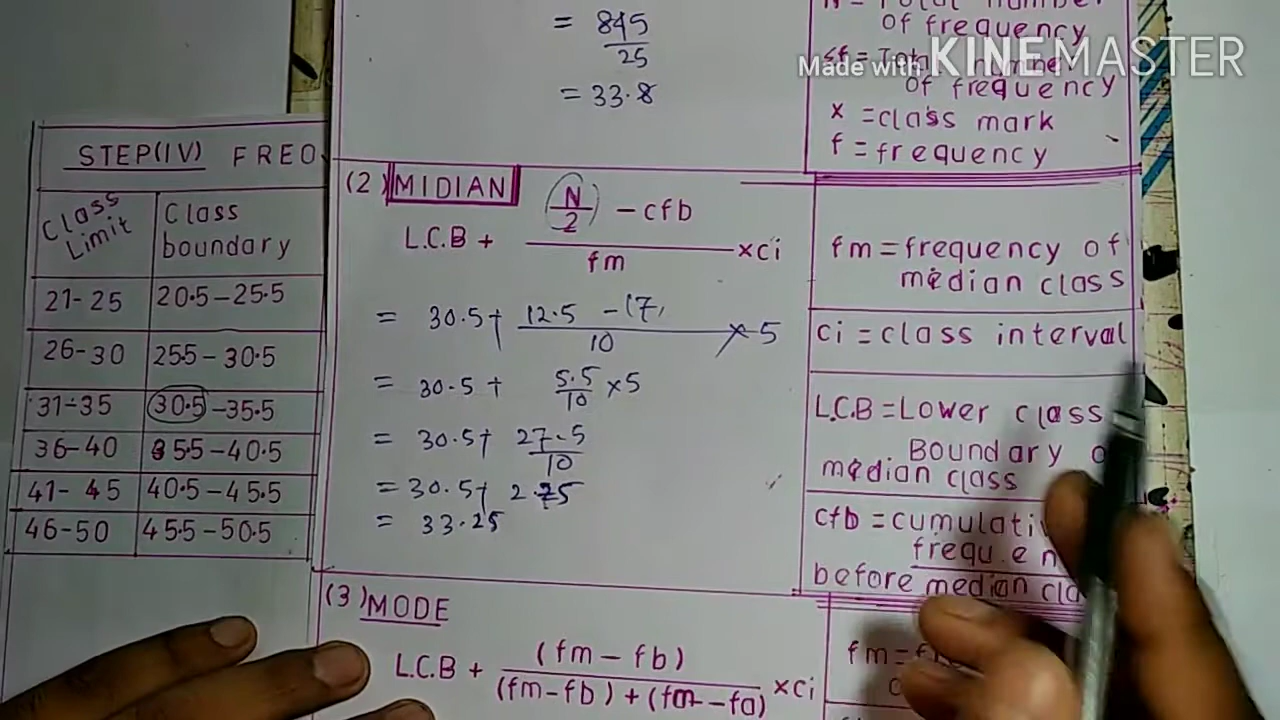 = 845
25
= 33.8
of frequency
of frequency
x =class mark
f = frequency
Made with KINEMASTER
STEP(IV) FREQ
Class Limit
Class boundary
21-25 20.5-25.5
26-30 255-30.5
31-35 30.5-35.5
36-40 35.5-40.5
41-45 40.5-45.5
46-50 455-50.5
(2) MIDIAN
L.C.B + N/2 - cfb
fm
×ci
= 30.5+ 12.5 -(7,
10
×5
= 30.5 + 5.5/10 ×5
= 30.5+ 27.5
10
= 30.5+ 2.75
= 33.25
fm = frequency of
median class
ci = class interval
L.C.B=Lower class
Boundary
median class
cfb =
before median
(3) MODE
L.C.B + (fm - fb)
(fm-fb) + (fm-fa)
×ci
fm=